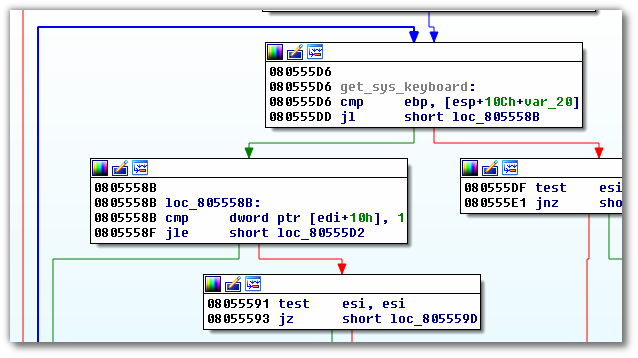 080555D6
080555D6 get_sys_keyboard:
080555D6 cmp ebp, [esp+10Ch+var_20]
080555DD jl short loc_805558B
0805558B
0805558B loc_805558B:
0805558B cmp dword ptr [edi+10h], 1
0805558F jle short loc_80555D2
080555DF test esi
080555E1 jnz short
08055591 test esi, esi
08055593 jz short loc_805559D